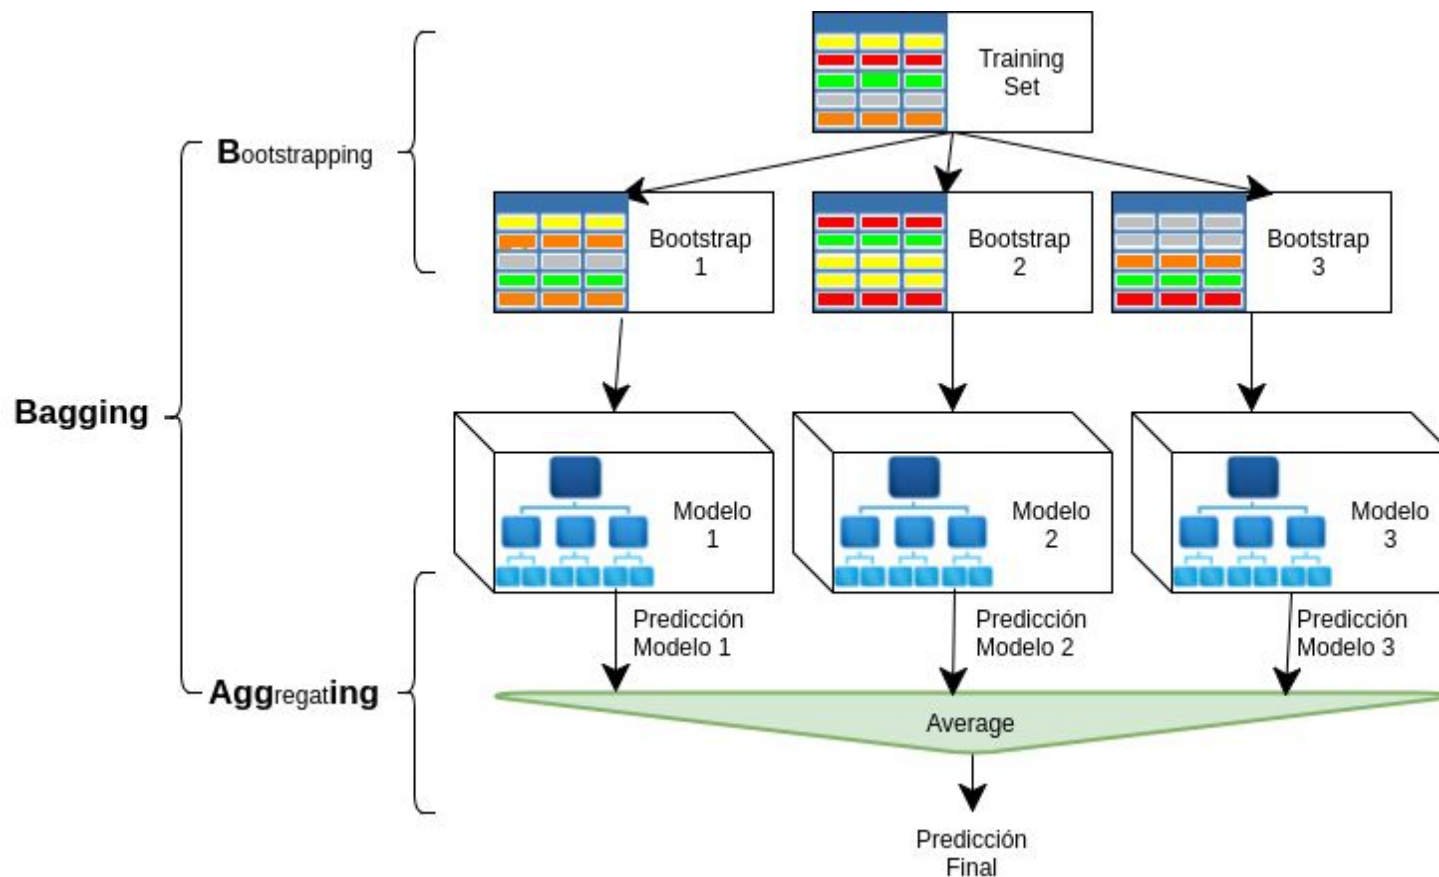 Training
Set
Bootstrapping
Bootstrap
1
Bootstrap
2
Bootstrap
3
Bagging
Modelo
1
Modelo
2
Modelo
3
Predicción
Modelo 1
Predicción
Modelo 2
Predicción
Modelo 3
Aggregating
Average
Predicción
Final